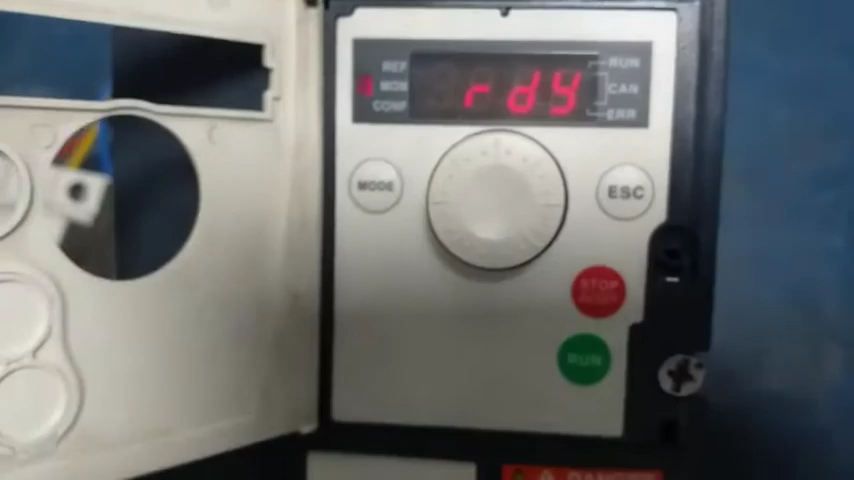 REF
MON
CONF
rdy
RUN
CAN
ERR
MODE
ESC
STOP
RESET
RUN
DANGER